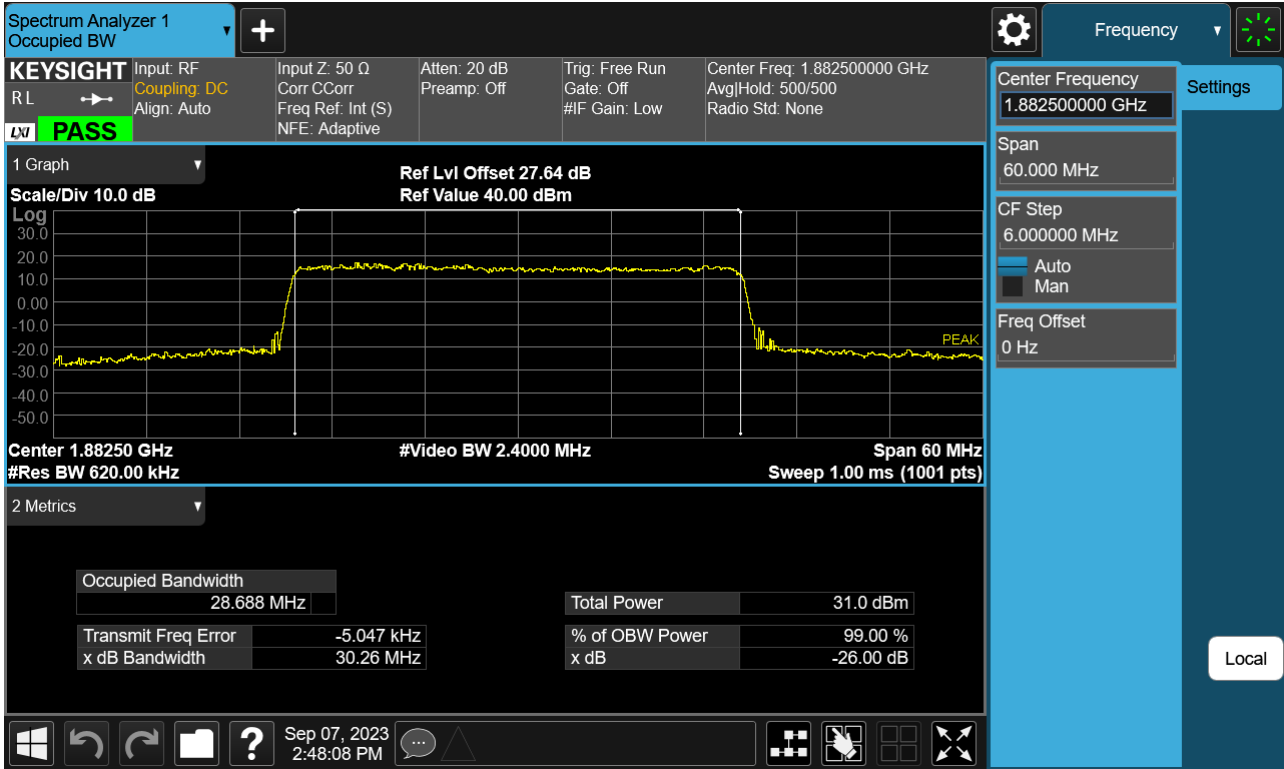 Spectrum Analyzer 1
Occupied BW
Frequency
KEYSIGHT
R L
LXI
PASS
Input: RF
Coupling: DC
Align: Auto
Input Z: 50 Ω
Corr CCorr
Freq Ref: Int (S)
NFE: Adaptive
Atten: 20 dB
Preamp: Off
Trig: Free Run
Gate: Off
#IF Gain: Low
Center Freq: 1.882500000 GHz
Avg|Hold: 500/500
Radio Std: None
Center Frequency
1.882500000 GHz
Settings
Span
60.000 MHz
CF Step
6.000000 MHz
Auto
Man
Freq Offset
0 Hz
Local
1 Graph
Scale/Div 10.0 dB
Ref Lvl Offset 27.64 dB
Ref Value 40.00 dBm
Log
30.0
20.0
10.0
0.00
-10.0
-20.0
-30.0
-40.0
-50.0
PEAK
Center 1.88250 GHz
#Video BW 2.4000 MHz
Span 60 MHz
#Res BW 620.00 kHz
Sweep 1.00 ms (1001 pts)
2 Metrics
Occupied Bandwidth
28.688 MHz
Total Power 31.0 dBm
Transmit Freq Error -5.047 kHz
% of OBW Power 99.00 %
x dB Bandwidth 30.26 MHz
x dB -26.00 dB
?
Sep 07, 2023
2:48:08 PM